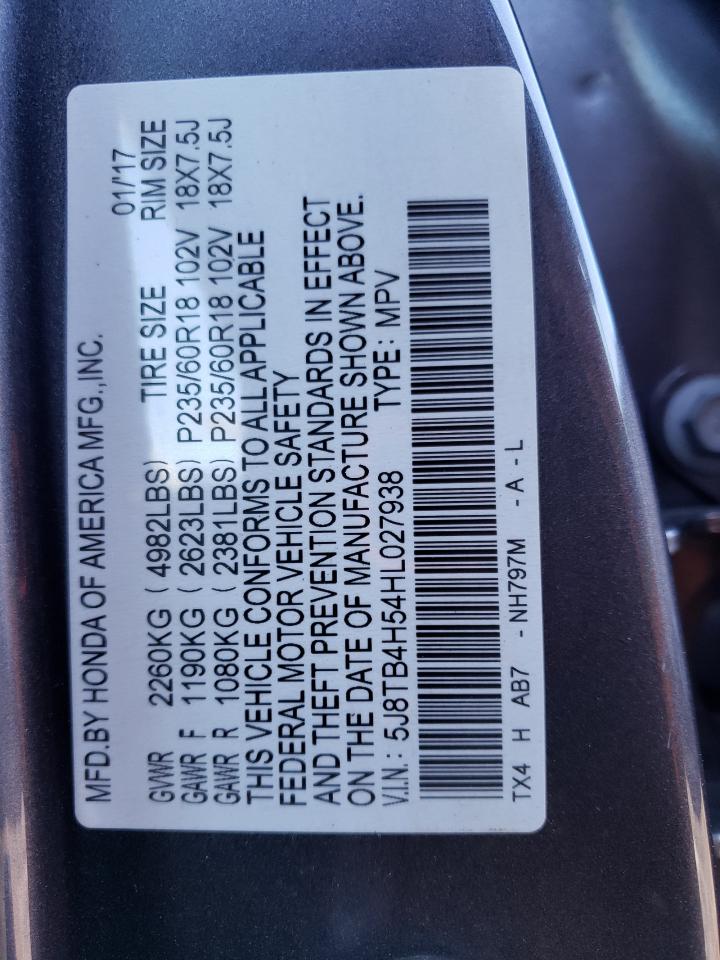 MFD.BY HONDA OF AMERICA MFG.,INC. 01/'17
GVWR 2260KG ( 4982LBS) TIRE SIZE RIM SIZE
GAWR F 1190KG ( 2623LBS) P235/60R18 102V 18X7.5J
GAWR R 1080KG ( 2381LBS) P235/60R18 102V 18X7.5J
THIS VEHICLE CONFORMS TO ALL APPLICABLE
FEDERAL MOTOR VEHICLE SAFETY
AND THEFT PREVENTION STANDARDS IN EFFECT
ON THE DATE OF MANUFACTURE SHOWN ABOVE.
V.I.N.: 5J8TB4H54HL027938 TYPE: MPV
TX4 H AB7 - NH797M - A - L